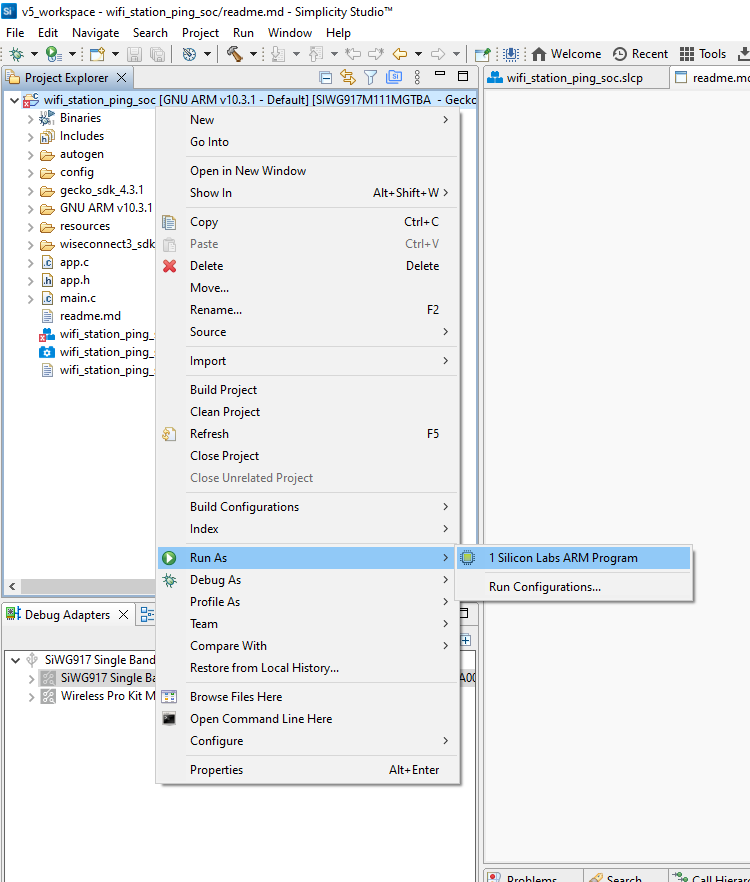 v5_workspace - wifi_station_ping_soc/readme.md - Simplicity Studio™
File Edit Navigate Search Project Run Window Help
Welcome Recent Tools
Project Explorer
wifi_station_ping_soc.slcp
readme.md
wifi_station_ping_soc [GNU ARM v10.3.1 - Default] [SIWG917M111MGTBA - Gecko
Binaries
Includes
autogen
config
gecko_sdk_4.3.1
GNU ARM v10.3.1
resources
wiseconnect3_sdk
app.c
app.h
main.c
readme.md
wifi_station_ping_
wifi_station_ping_
wifi_station_ping_
New
Go Into
Open in New Window
Show In Alt+Shift+W
Copy Ctrl+C
Paste Ctrl+V
Delete Delete
Move...
Rename... F2
Source
Import
Build Project
Clean Project
Refresh F5
Close Project
Close Unrelated Project
Build Configurations
Index
Run As
Debug As
Profile As
Team
Compare With
Restore from Local History...
Browse Files Here
Open Command Line Here
Configure
Properties Alt+Enter
1 Silicon Labs ARM Program
Run Configurations...
Debug Adapters
SiWG917 Single Band
SiWG917 Single Ba
Wireless Pro Kit M
Problems Search Call Hierar